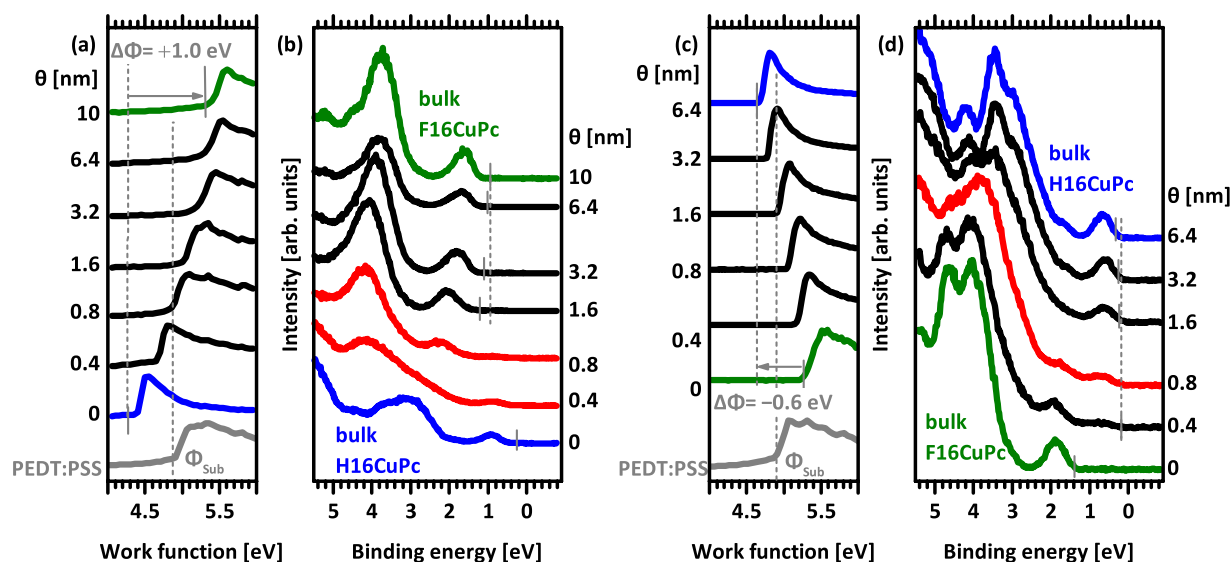 (a)
ΔΦ= +1.0 eV
θ [nm]
10
6.4
3.2
1.6
0.8
0.4
0
PEDT:PSS
ΦSub
4.5
5.5
Work function [eV]
(b)
Intensity [arb. units]
bulk
F16CuPc
θ [nm]
10
6.4
3.2
1.6
0.8
0.4
0
bulk
H16CuPc
5
4
3
2
1
0
Binding energy [eV]
(c)
θ [nm]
6.4
3.2
1.6
0.8
0.4
0
ΔΦ= −0.6 eV
PEDT:PSS
ΦSub
4.5
5.5
Work function [eV]
(d)
Intensity [arb. units]
bulk
H16CuPc
θ [nm]
6.4
3.2
1.6
0.8
0.4
0
bulk
F16CuPc
5
4
3
2
1
0
Binding energy [eV]